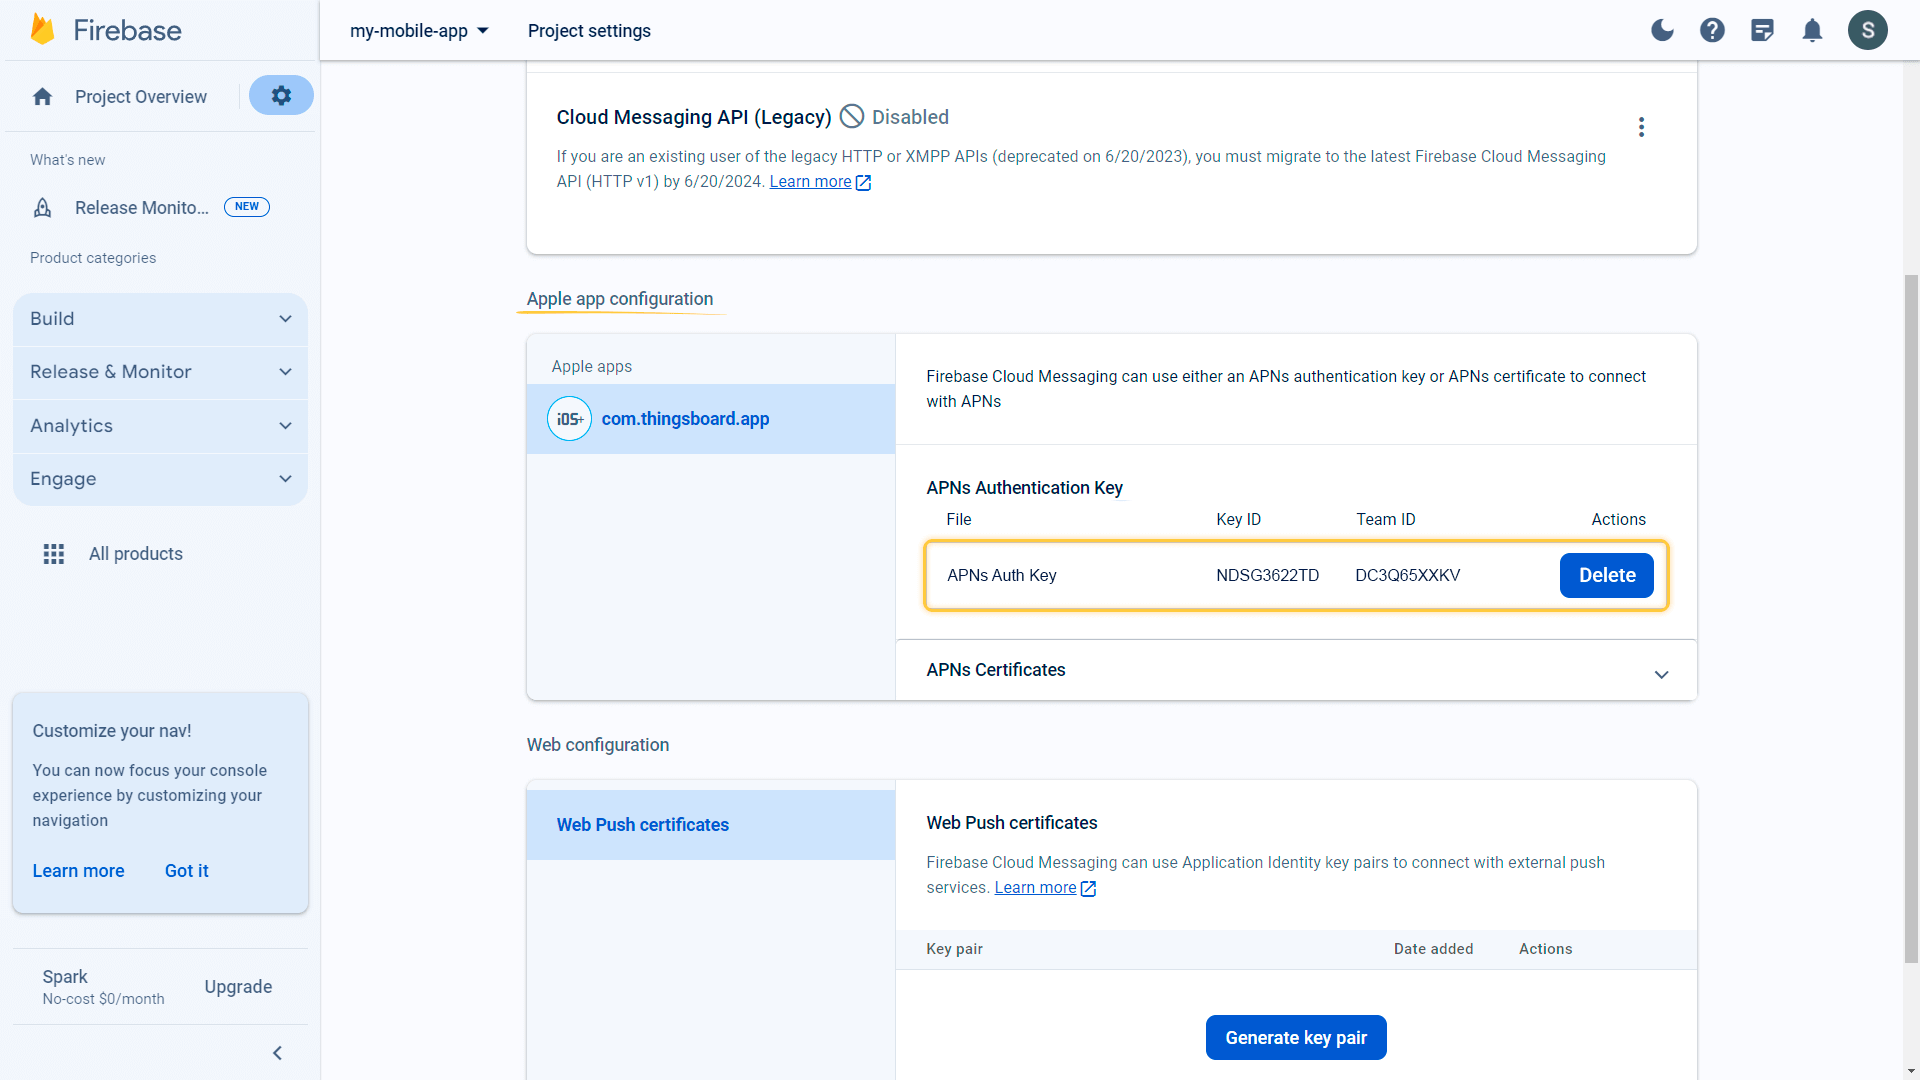 Firebase
my-mobile-app
Project settings
S
Project Overview
What's new
Release Monito... NEW
Product categories
Build
Release & Monitor
Analytics
Engage
All products
Customize your nav!
You can now focus your console
experience by customizing your
navigation
Learn more Got it
Spark
No-cost $0/month
Upgrade
Cloud Messaging API (Legacy) Disabled
If you are an existing user of the legacy HTTP or XMPP APIs (deprecated on 6/20/2023), you must migrate to the latest Firebase Cloud Messaging
API (HTTP v1) by 6/20/2024. Learn more
Apple app configuration
Apple apps
iOS+ com.thingsboard.app
Firebase Cloud Messaging can use either an APNs authentication key or APNs certificate to connect
with APNs
APNs Authentication Key
File Key ID Team ID Actions
APNs Auth Key NDSG3622TD DC3Q65XXKV Delete
APNs Certificates
Web configuration
Web Push certificates
Web Push certificates
Firebase Cloud Messaging can use Application Identity key pairs to connect with external push
services. Learn more
Key pair Date added Actions
Generate key pair